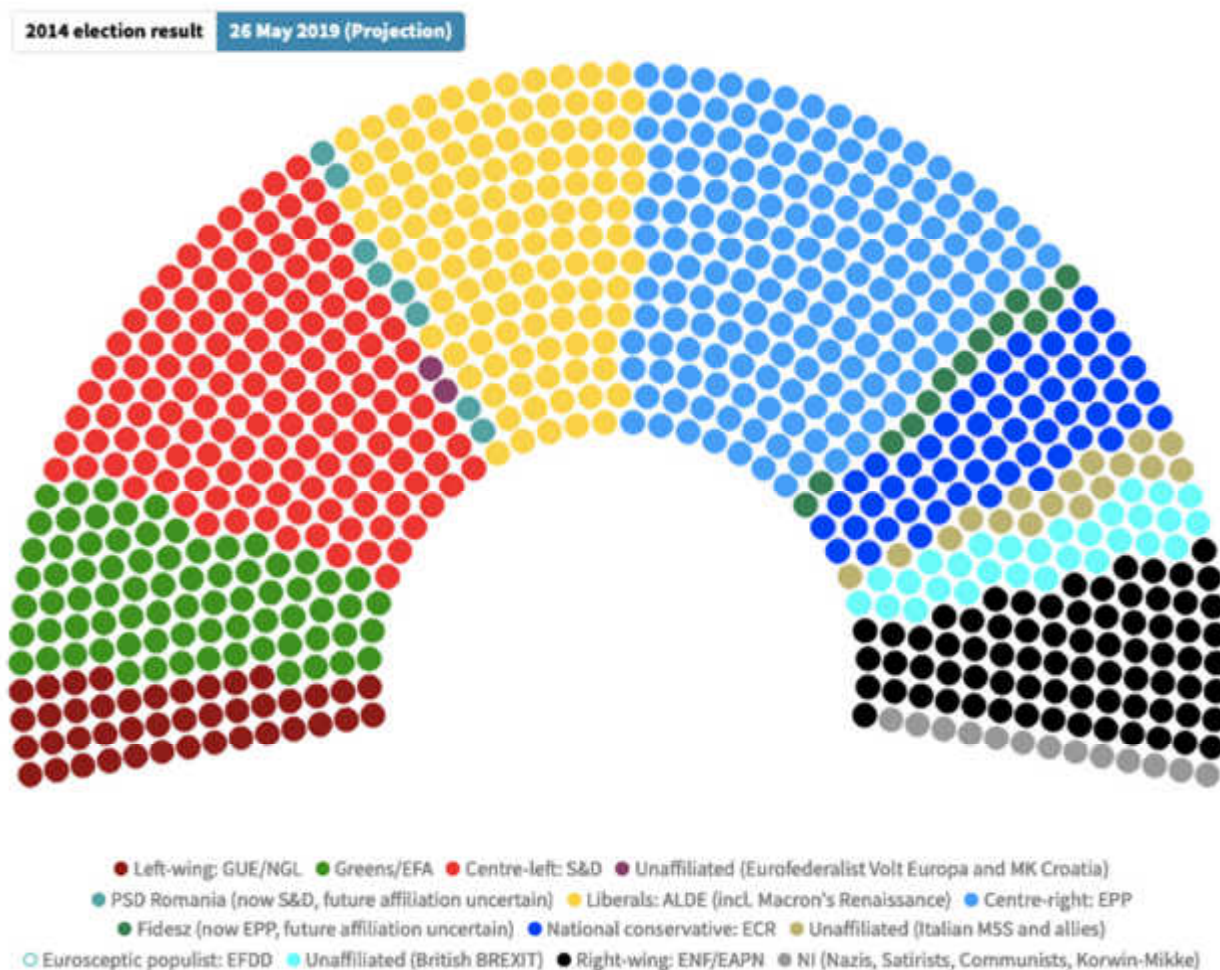 2014 election result 26 May 2019 (Projection)
Left-wing: GUE/NGL Greens/EFA Centre-left: S&D Unaffiliated (Eurofederalist Volt Europa and MK Croatia)
PSD Romania (now S&D, future affiliation uncertain) Liberals: ALDE (incl. Macron's Renaissance) Centre-right: EPP
Fidesz (now EPP, future affiliation uncertain) National conservative: ECR Unaffiliated (Italian M5S and allies)
Eurosceptic populist: EFDD Unaffiliated (British BREXIT) Right-wing: ENF/EAPN NI (Nazis, Satirists, Communists, Korwin-Mikke)